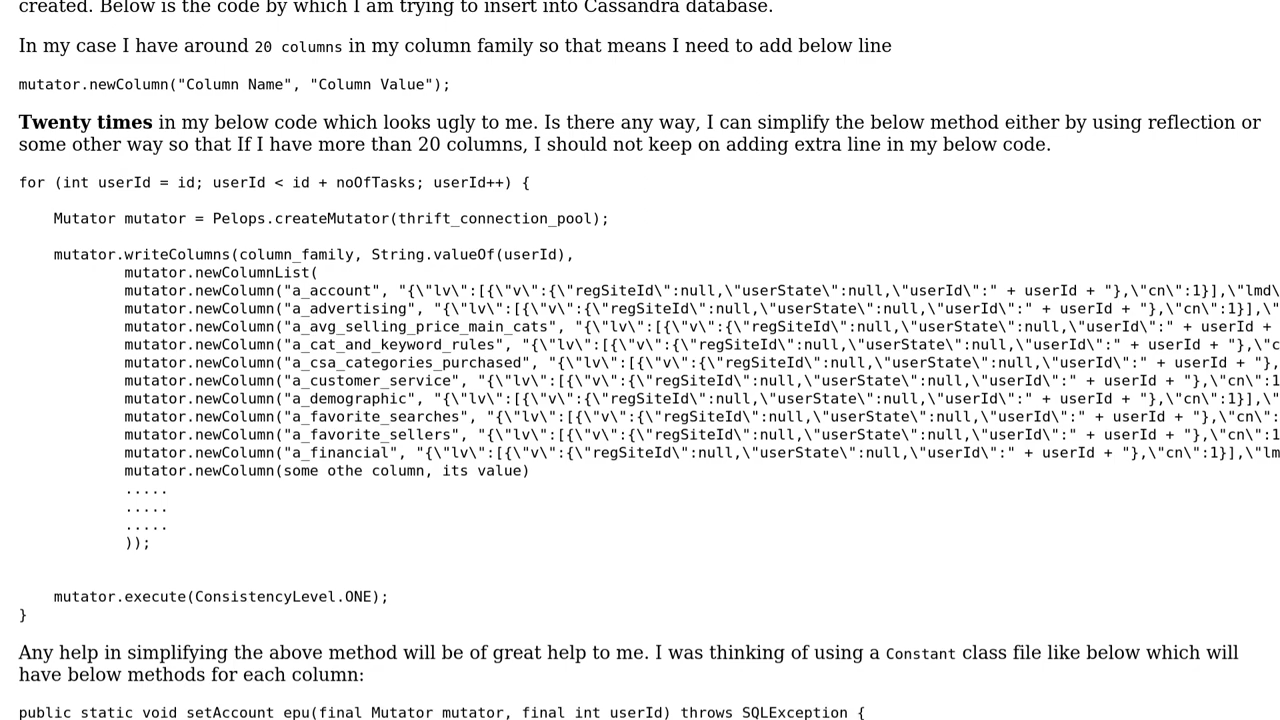 created. Below is the code by which I am trying to insert into Cassandra database.
In my case I have around 20 columns in my column family so that means I need to add below line
mutator.newColumn("Column Name", "Column Value");
Twenty times in my below code which looks ugly to me. Is there any way, I can simplify the below method either by using reflection or
some other way so that If I have more than 20 columns, I should not keep on adding extra line in my below code.
for (int userId = id; userId < id + noOfTasks; userId++) {
    Mutator mutator = Pelops.createMutator(thrift_connection_pool);
    mutator.writeColumns(column_family, String.valueOf(userId),
            mutator.newColumnList(
            mutator.newColumn("a_account", "{\"lv\":[{\"v\":{\"regSiteId\":null,\"userState\":null,\"userId\":" + userId + "},\"cn\":1}],\"lmd\
            mutator.newColumn("a_advertising", "{\"lv\":[{\"v\":{\"regSiteId\":null,\"userState\":null,\"userId\":" + userId + "},\"cn\":1}],\"
            mutator.newColumn("a_avg_selling_price_main_cats", "{\"lv\":[{\"v\":{\"regSiteId\":null,\"userState\":null,\"userId\":" + userId +
            mutator.newColumn("a_cat_and_keyword_rules", "{\"lv\":[{\"v\":{\"regSiteId\":null,\"userState\":null,\"userId\":" + userId + "},\"c
            mutator.newColumn("a_csa_categories_purchased", "{\"lv\":[{\"v\":{\"regSiteId\":null,\"userState\":null,\"userId\":" + userId + "},
            mutator.newColumn("a_customer_service", "{\"lv\":[{\"v\":{\"regSiteId\":null,\"userState\":null,\"userId\":" + userId + "},\"cn\":1
            mutator.newColumn("a_demographic", "{\"lv\":[{\"v\":{\"regSiteId\":null,\"userState\":null,\"userId\":" + userId + "},\"cn\":1}],\"
            mutator.newColumn("a_favorite_searches", "{\"lv\":[{\"v\":{\"regSiteId\":null,\"userState\":null,\"userId\":" + userId + "},\"cn\":
            mutator.newColumn("a_favorite_sellers", "{\"lv\":[{\"v\":{\"regSiteId\":null,\"userState\":null,\"userId\":" + userId + "},\"cn\":1
            mutator.newColumn("a_financial", "{\"lv\":[{\"v\":{\"regSiteId\":null,\"userState\":null,\"userId\":" + userId + "},\"cn\":1}],\"lm
            mutator.newColumn(some othe column, its value)
            .....
            .....
            .....
            ));
    mutator.execute(ConsistencyLevel.ONE);
}
Any help in simplifying the above method will be of great help to me. I was thinking of using a Constant class file like below which will
have below methods for each column:
public static void setAccount_epu(final Mutator mutator, final int userId) throws SQLException {